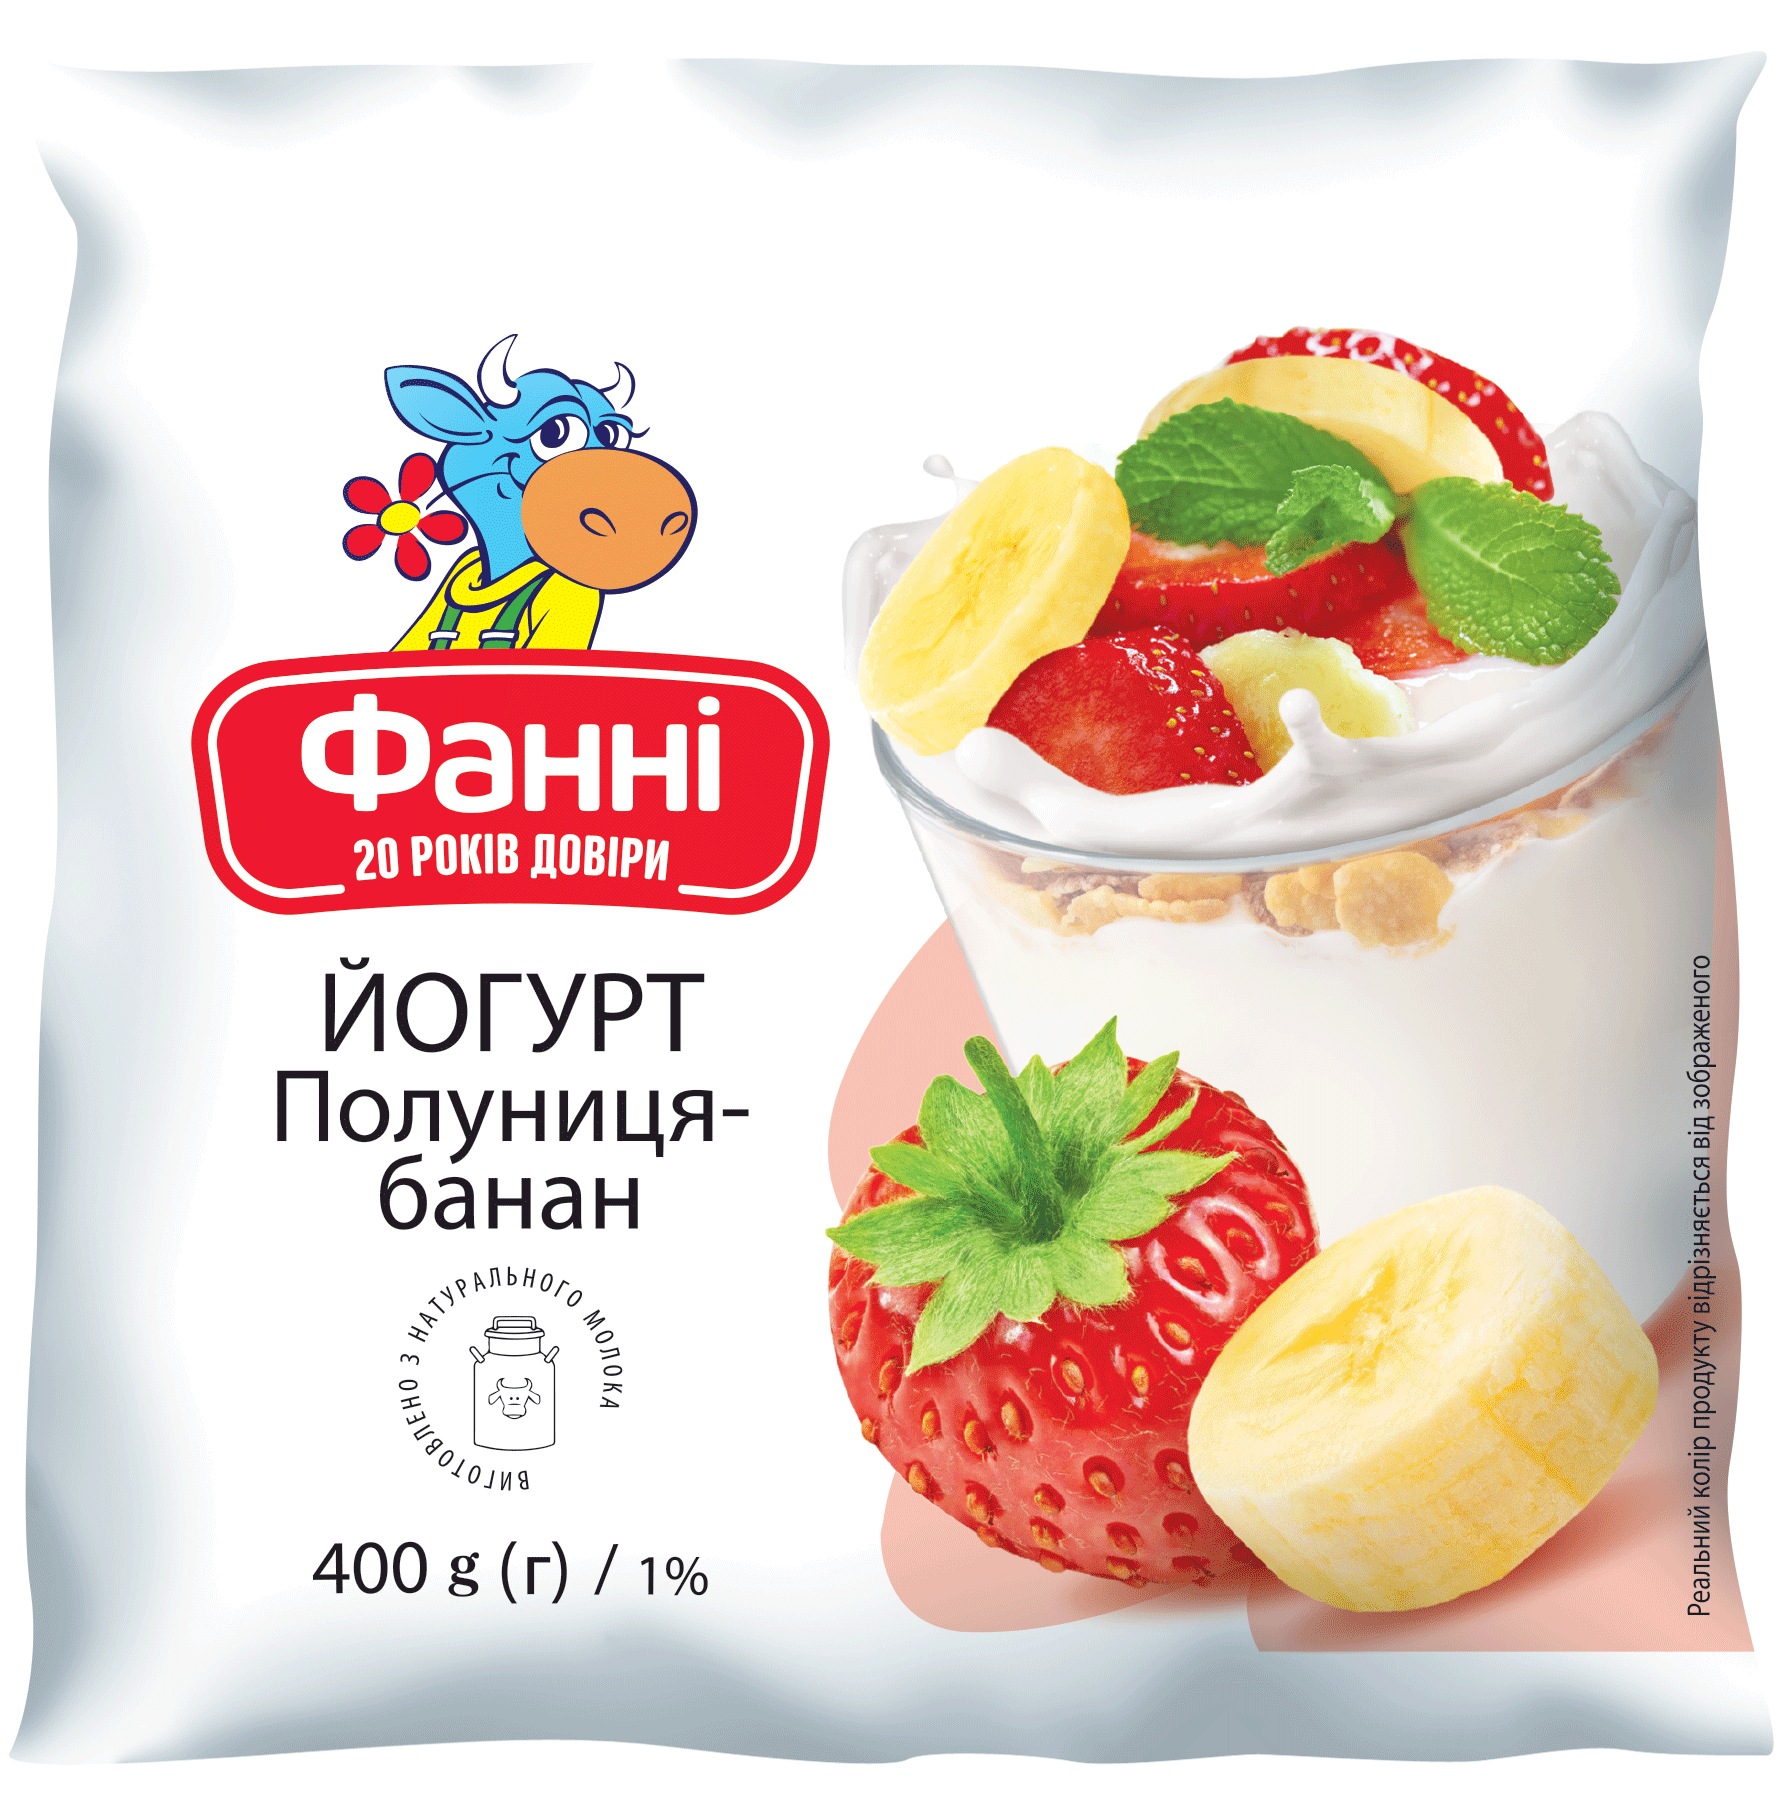 Фанні
20 РОКІВ ДОВІРИ
ЙОГУРТ
Полуниця-
банан
ВИГОТОВЛЕНО З НАТУРАЛЬНОГО МОЛОКА
400 g (г) / 1%
Реальний колір продукту відрізняється від зображеного